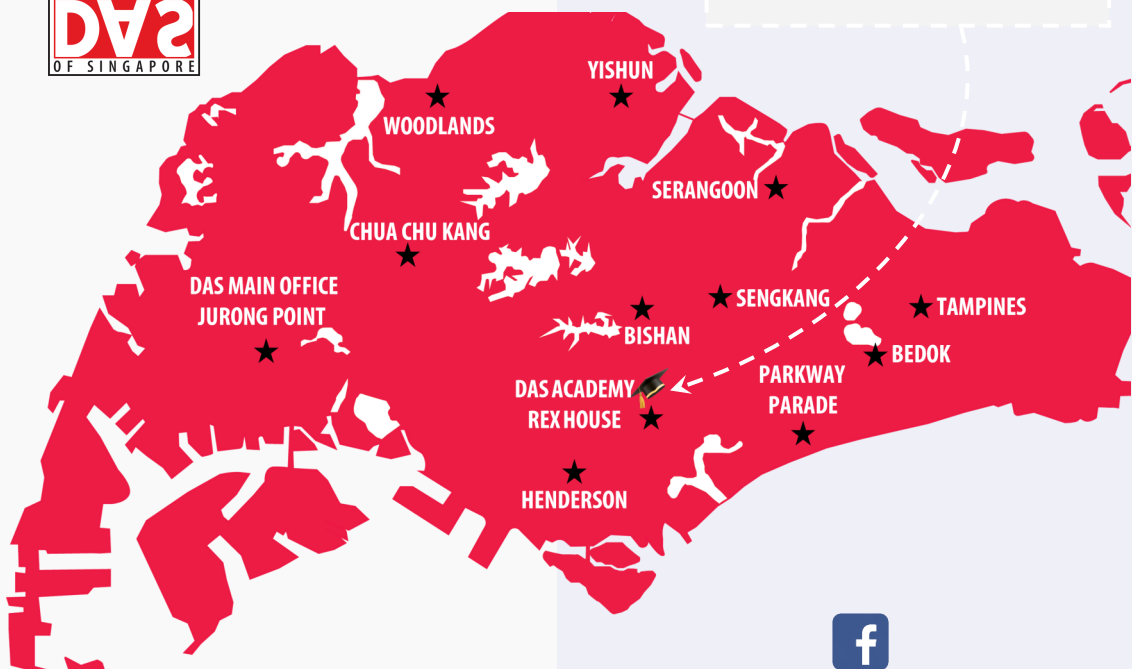 DAS
OF SINGAPORE
YISHUN
WOODLANDS
SERANGOON
CHUA CHU KANG
DAS MAIN OFFICE
JURONG POINT
SENGKANG
TAMPINES
BISHAN
BEDOK
PARKWAY
PARADE
DAS ACADEMY
REX HOUSE
HENDERSON
f